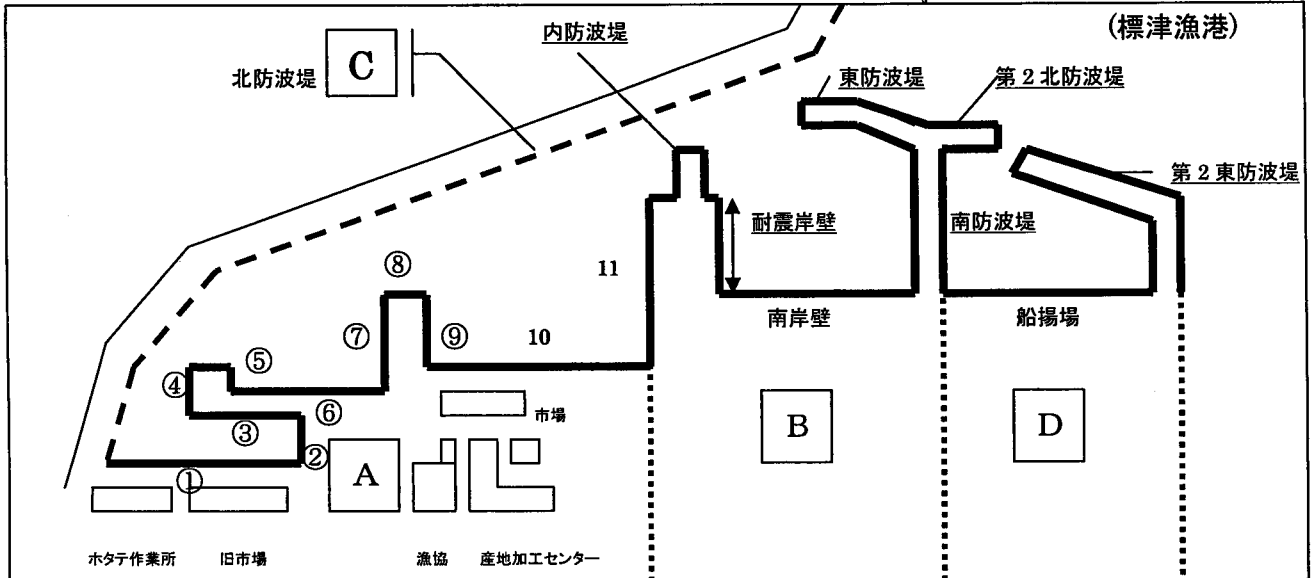 (標津漁港)
内防波堤
北防波堤
C
東防波堤
第2北防波堤
第2東防波堤
耐震岸壁
南防波堤
⑧
11
⑦
⑨
10
南岸壁
船揚場
⑤
④
⑥
③
②
①
市場
A
B
D
ホタテ作業所
旧市場
漁協
産地加工センター